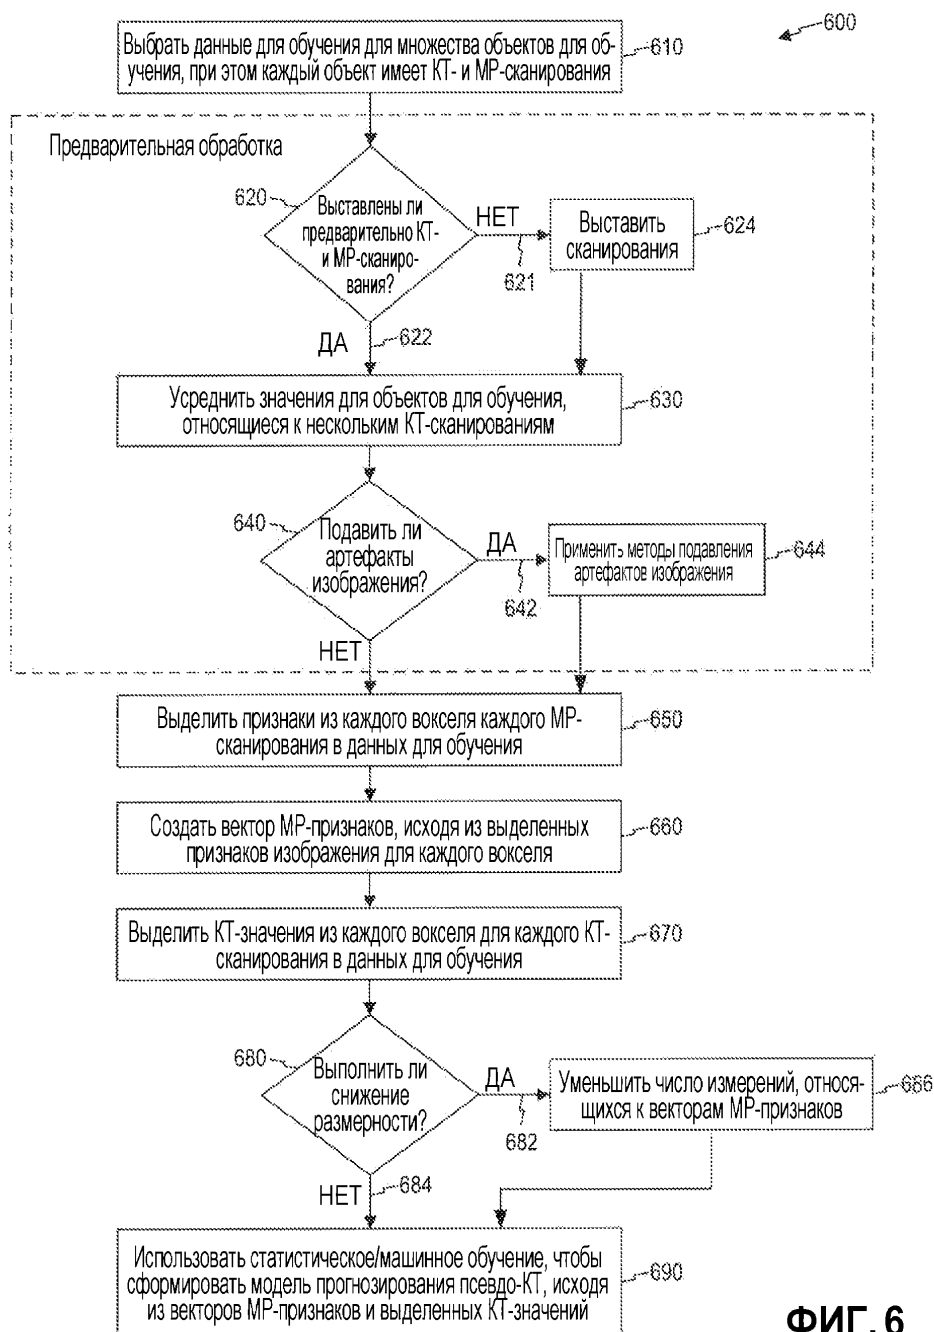 600
Выбрать данные для обучения для множества объектов для об-
учения, при этом каждый объект имеет КТ- и МР-сканирования
610
Предварительная обработка
620
Выставлены ли
предварительно КТ-
и МР-сканиро-
вания?
НЕТ
621
Выставить
сканирования
624
ДА
622
Усреднить значения для объектов для обучения,
относящиеся к нескольким КТ-сканированиям
630
640
Подавить ли
артефакты
изображения?
ДА
642
Применить методы подавления
артефактов изображения
644
НЕТ
Выделить признаки из каждого вокселя каждого МР-
сканирования в данных для обучения
650
Создать вектор МР-признаков, исходя из выделенных
признаков изображения для каждого вокселя
660
Выделить КТ-значения из каждого вокселя для каждого КТ-
сканирования в данных для обучения
670
680
Выполнить ли
снижение
размерности?
ДА
682
Уменьшить число измерений, относя-
щихся к векторам МР-признаков
686
НЕТ
684
Использовать статистическое/машинное обучение, чтобы
сформировать модель прогнозирования псевдо-КТ, исходя
из векторов МР-признаков и выделенных КТ-значений
690
ФИГ. 6